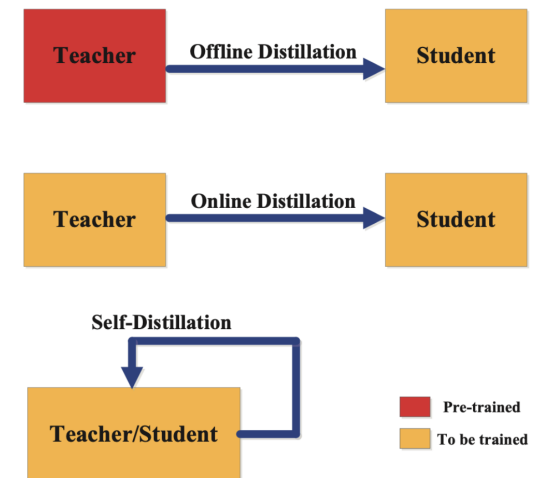 Teacher
Offline Distillation
Student
Teacher
Online Distillation
Student
Self-Distillation
Teacher/Student
Pre-trained
To be trained